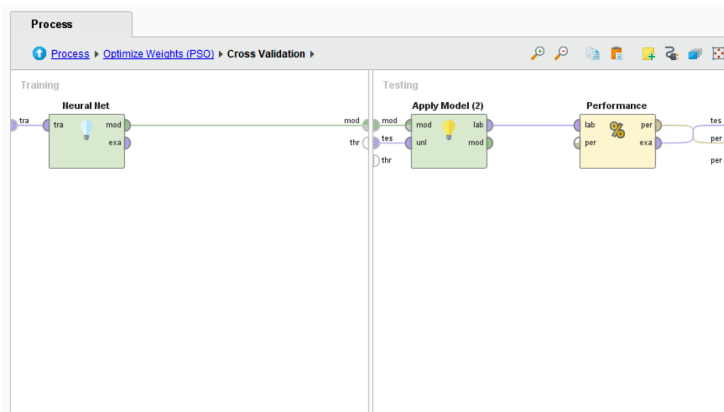 Process
Process ▸ Optimize Weights (PSO) ▸ Cross Validation ▸
Training
Testing
Neural Net
Apply Model (2)
Performance
tra
tra
mod
exa
mod
thr
mod
tes
thr
mod
unl
lab
mod
lab
per
per
exa
tes
per
per
%